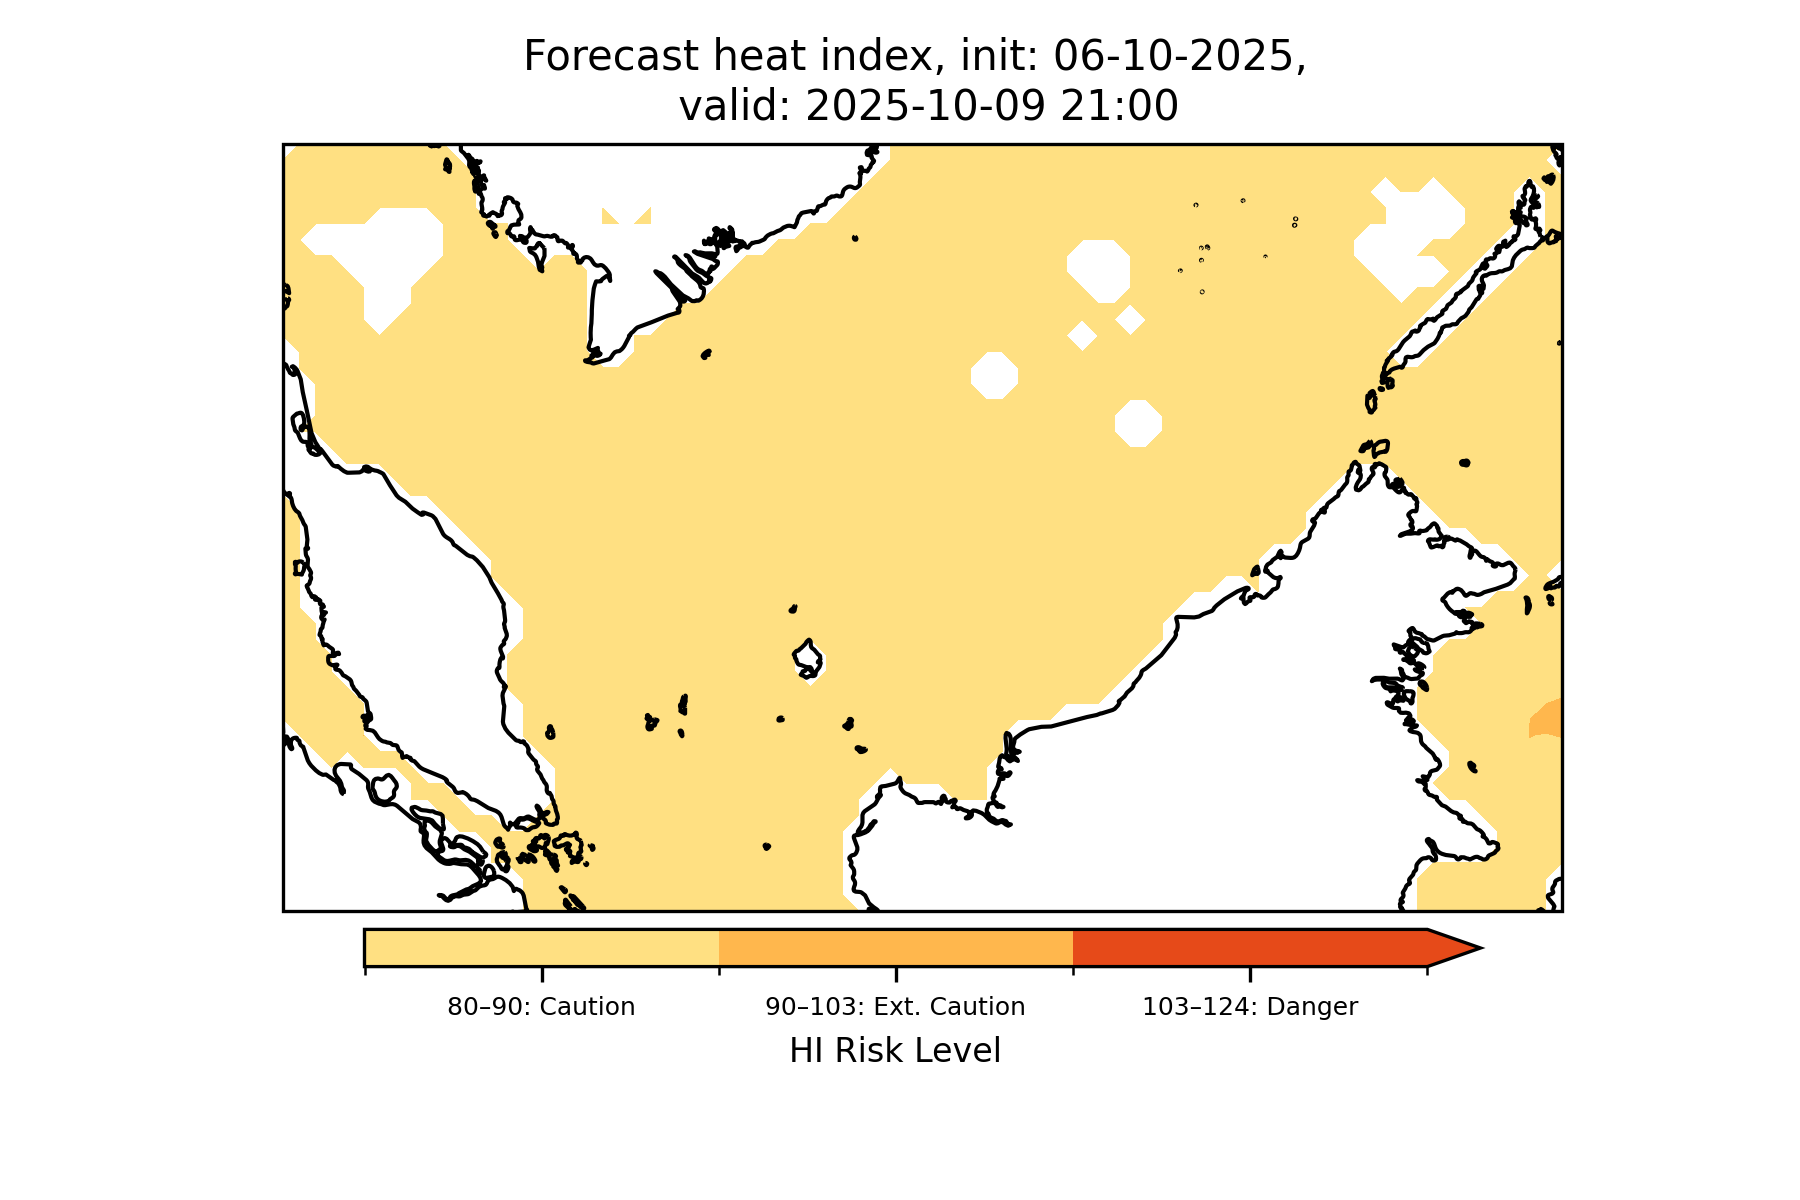 Forecast heat index, init: 06-10-2025,
valid: 2025-10-09 21:00
80–90: Caution
90–103: Ext. Caution
103–124: Danger
HI Risk Level